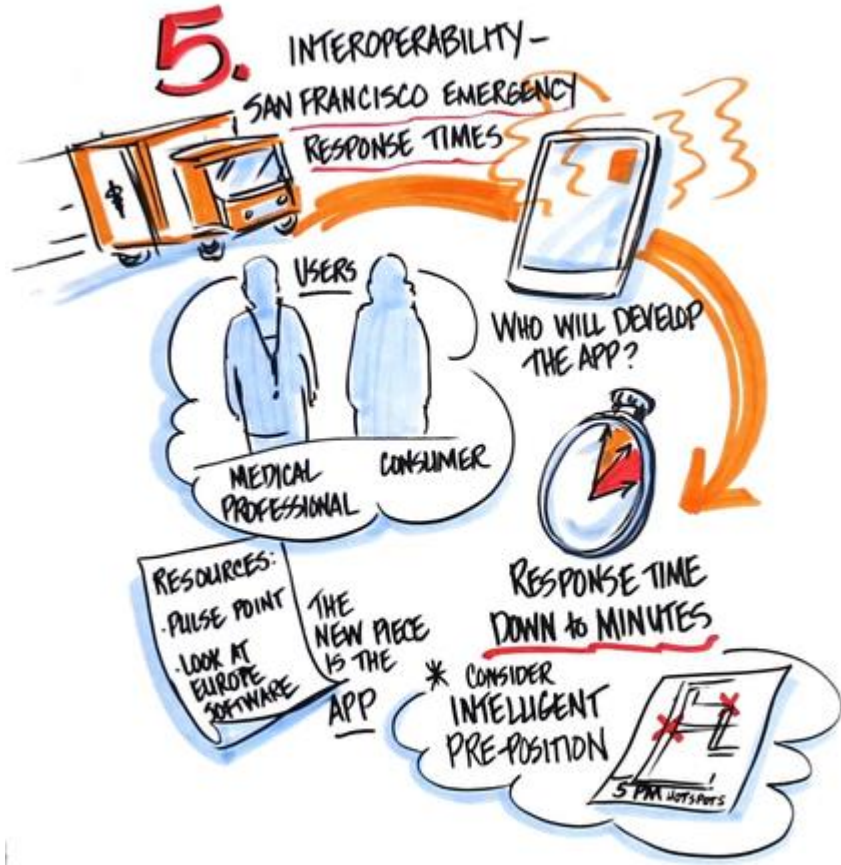 5. INTEROPERABILITY -
SAN FRANCISCO EMERGENCY
RESPONSE TIMES
USERS
MEDICAL
PROFESSIONAL
CONSUMER
WHO WILL DEVELOP
THE APP?
RESOURCES:
·PULSE POINT
·LOOK AT
EUROPE
SOFTWARE
THE
NEW PIECE
IS THE
APP
RESPONSE TIME
DOWN to MINUTES
* CONSIDER
INTELLIGENT
PRE-POSITION
5 PM HOTSPOTS